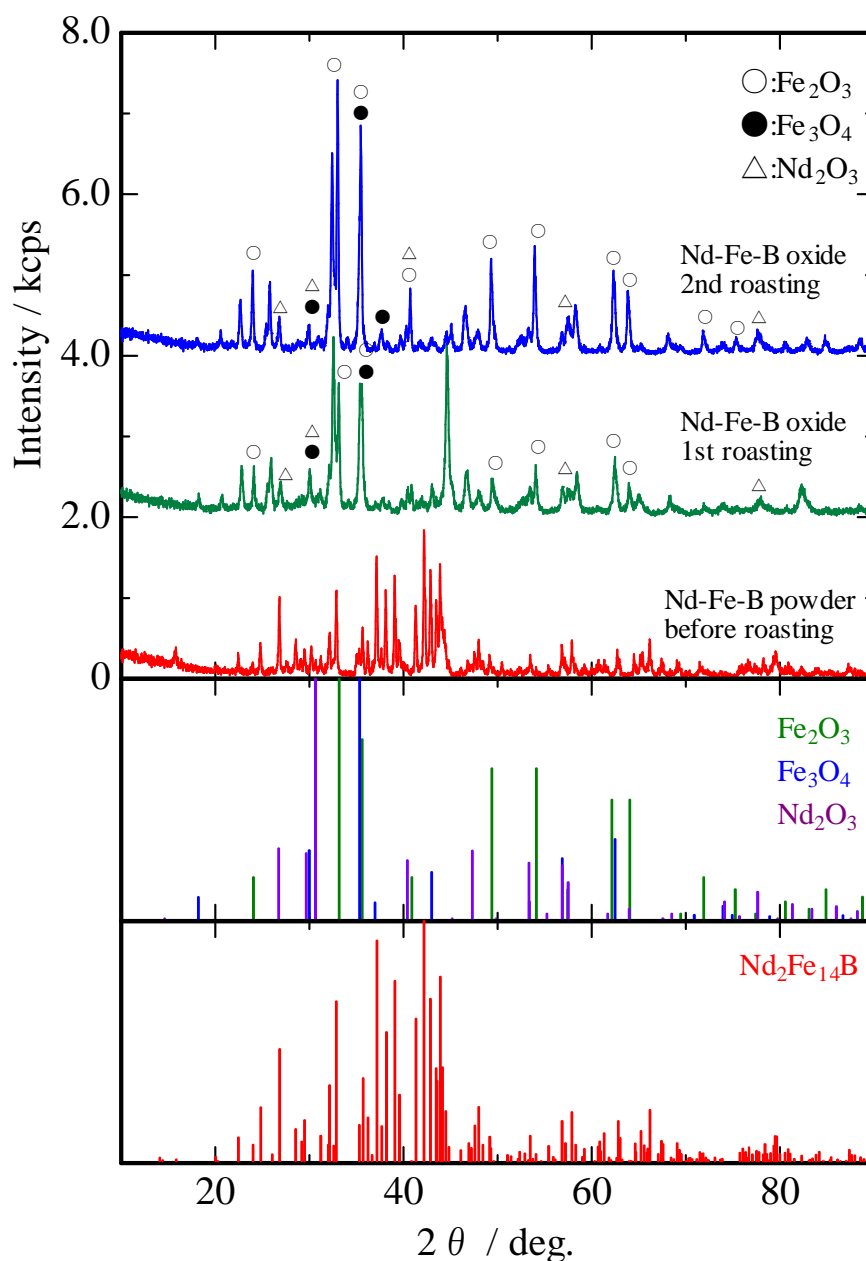 8.0
6.0
4.0
2.0
0
Intensity / kcps
○:Fe₂O₃
●:Fe₃O₄
△:Nd₂O₃
Nd-Fe-B oxide
2nd roasting
Nd-Fe-B oxide
1st roasting
Nd-Fe-B powder
before roasting
Fe₂O₃
Fe₃O₄
Nd₂O₃
Nd₂Fe₁₄B
20 40 60 80
2 θ / deg.